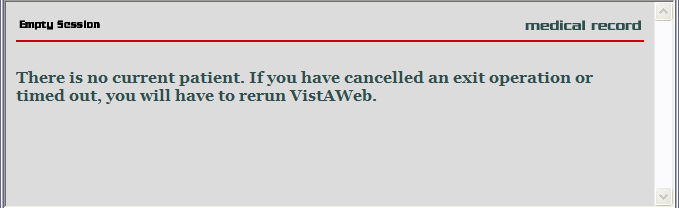 Empty Session
medical record
There is no current patient. If you have cancelled an exit operation or
timed out, you will have to rerun VistAWeb.